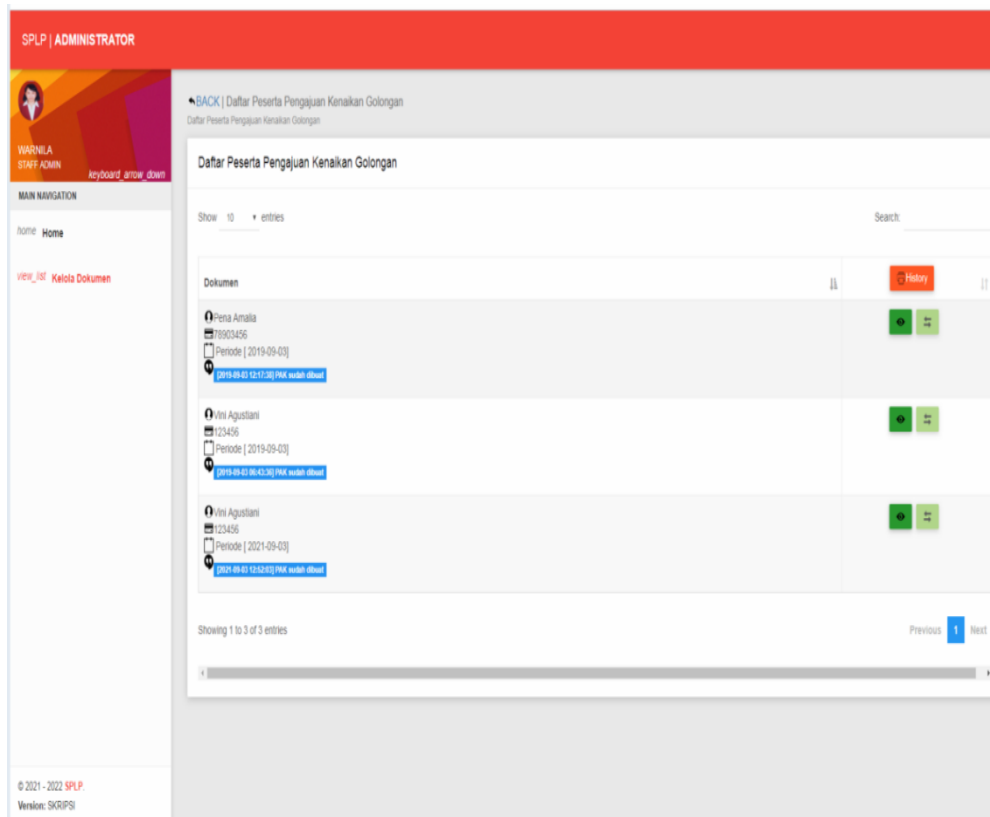 SPLP | ADMINISTRATOR
WARNILA
STAFF ADMIN
keyboard_arrow_down
MAIN NAVIGATION
home Home
view_list Kelola Dokumen
© 2021 - 2022 SPLP.
Version: SKRIPSI
BACK | Daftar Peserta Pengajuan Kenaikan Golongan
Daftar Peserta Pengajuan Kenaikan Golongan
Daftar Peserta Pengajuan Kenaikan Golongan
Show 10 entries
Search:
Dokumen
History
Pena Amalia
78903456
Periode [ 2019-09-03]
[2019-09-03 12:17:38] PAK sudah dibuat
Vini Agustiani
123456
Periode [ 2019-09-03]
[2019-09-03 06:43:36] PAK sudah dibuat
Vini Agustiani
123456
Periode [ 2021-09-03]
[2021-09-03 12:52:03] PAK sudah dibuat
Showing 1 to 3 of 3 entries
Previous 1 Next